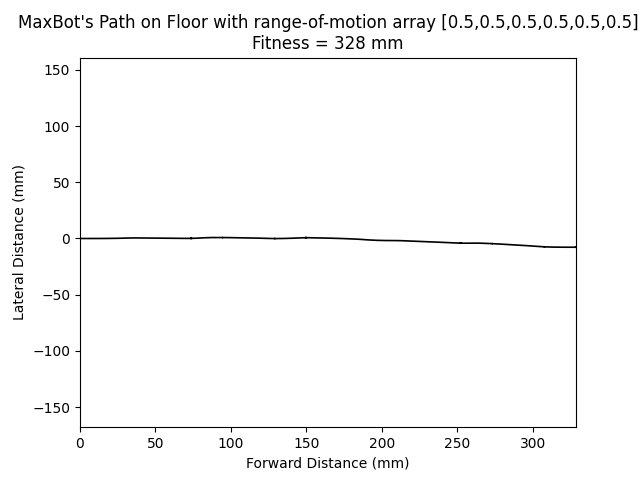 MaxBot's Path on Floor with range-of-motion array [0.5,0.5,0.5,0.5,0.5,0.5]
Fitness = 328 mm
150
100
50
0
−50
−100
−150
Lateral Distance (mm)
0 50 100 150 200 250 300
Forward Distance (mm)